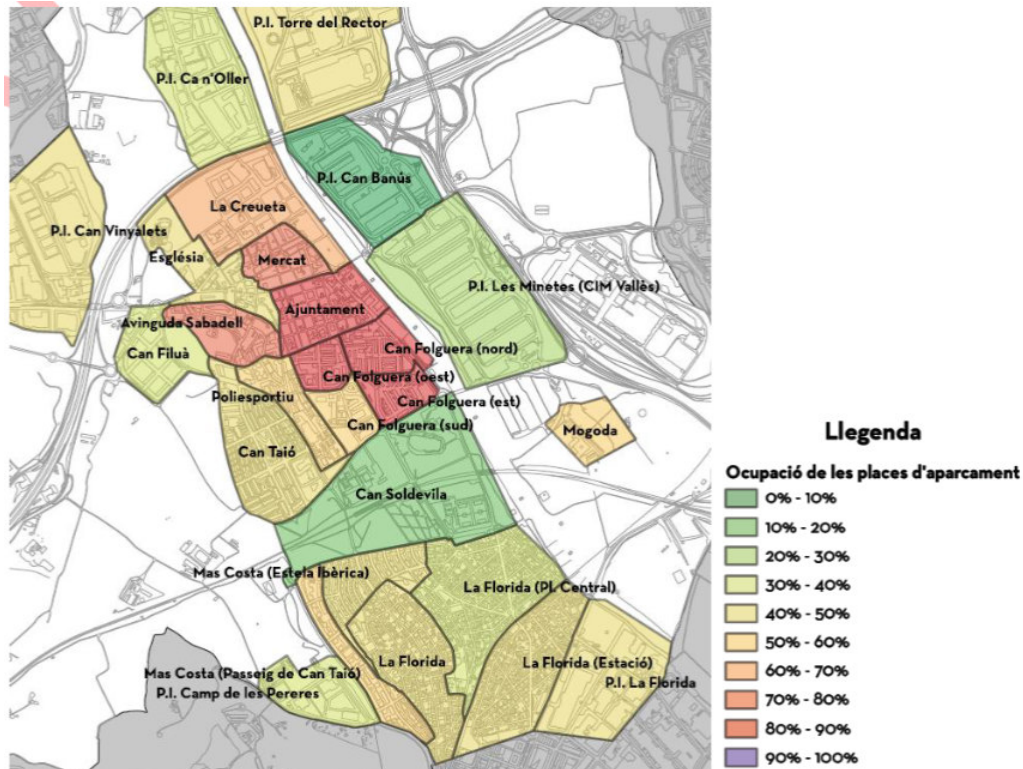 P.I. Torre del Rector
P.I. Ca n'Oller
P.I. Can Banús
La Creueta
P.I. Can Vinyalets
Església
Mercat
P.I. Les Minetes (CIM Vallès)
Ajuntament
Avinguda Sabadell
Can Filuà
Can Folguera (nord)
Can Folguera (oest)
Poliesportiu
Can Folguera (est)
Can Folguera (sud)
Mogoda
Can Taió
Can Soldevila
Mas Costa (Estela Ibèrica)
La Florida (Pl. Central)
La Florida
La Florida (Estació)
Mas Costa (Passeig de Can Taió)
P.I. La Florida
P.I. Camp de les Pereres
Llegenda
Ocupació de les places d'aparcament
0% - 10%
10% - 20%
20% - 30%
30% - 40%
40% - 50%
50% - 60%
60% - 70%
70% - 80%
80% - 90%
90% - 100%